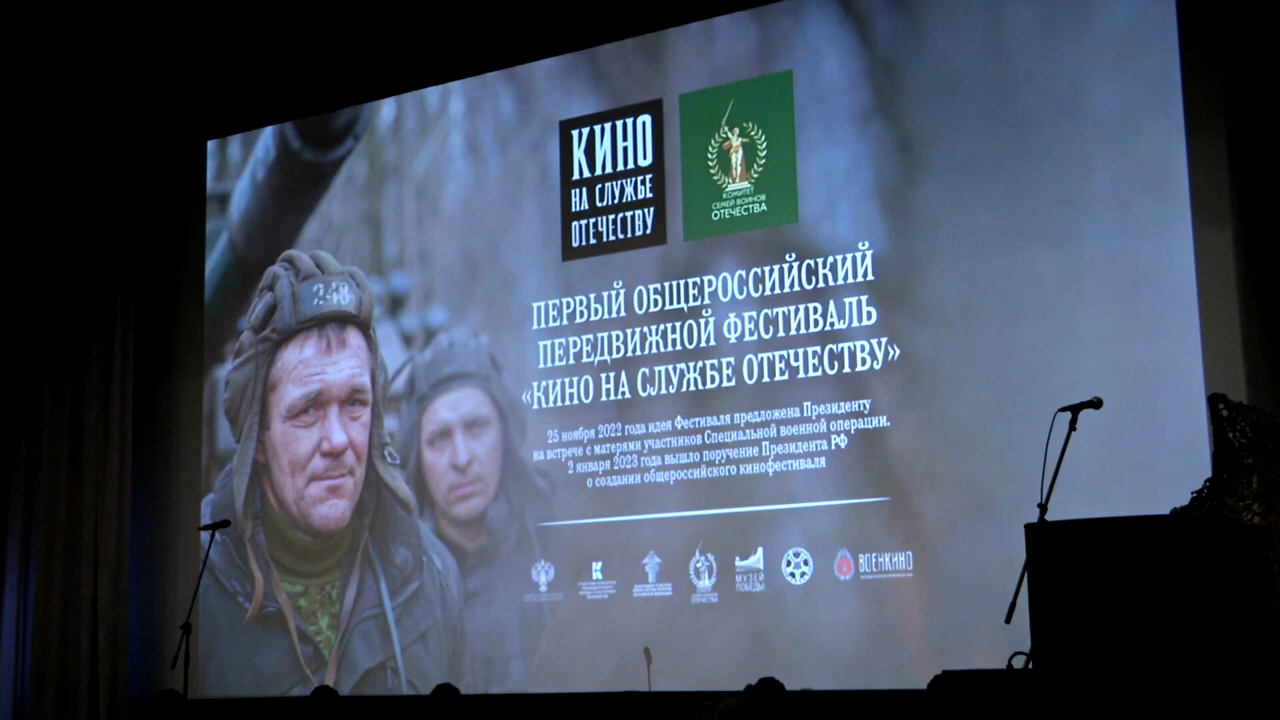 КИНО
НА СЛУЖБЕ
ОТЕЧЕСТВУ
КОМИТЕТ
СЕМЕЙ ВОИНОВ
ОТЕЧЕСТВА
248
ПЕРВЫЙ ОБЩЕРОССИЙСКИЙ
ПЕРЕДВИЖНОЙ ФЕСТИВАЛЬ
«КИНО НА СЛУЖБЕ ОТЕЧЕСТВУ»
25 ноября 2022 года идея Фестиваля предложена Президенту
на встрече с матерями участников Специальной военной операции.
2 января 2023 года вышло поручение Президента РФ
о создании общероссийского кинофестиваля
ОТЕЧЕСТВА
МУЗЕЙ
ПОБЕДЫ
ВОЕНКИНО